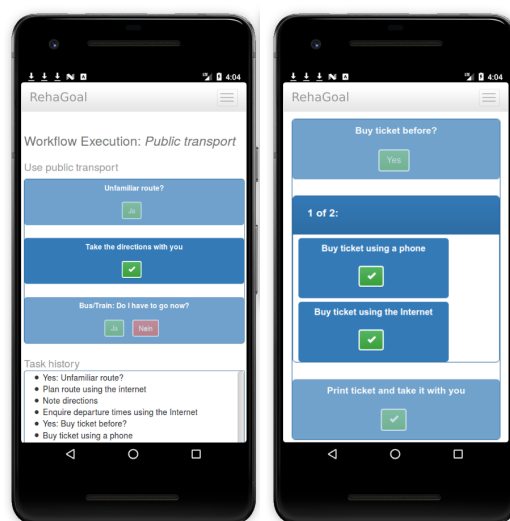 4:04
RehaGoal
Workflow Execution: Public transport
Use public transport
Unfamiliar route?
Ja
Take the directions with you
Bus/Train: Do I have to go now?
Ja Nein
Task history
Yes: Unfamiliar route?
Plan route using the internet
Note directions
Enquire departure times using the Internet
Yes: Buy ticket before?
Buy ticket using a phone
4:04
RehaGoal
Buy ticket before?
Yes
1 of 2:
Buy ticket using a phone
Buy ticket using the Internet
Print ticket and take it with you